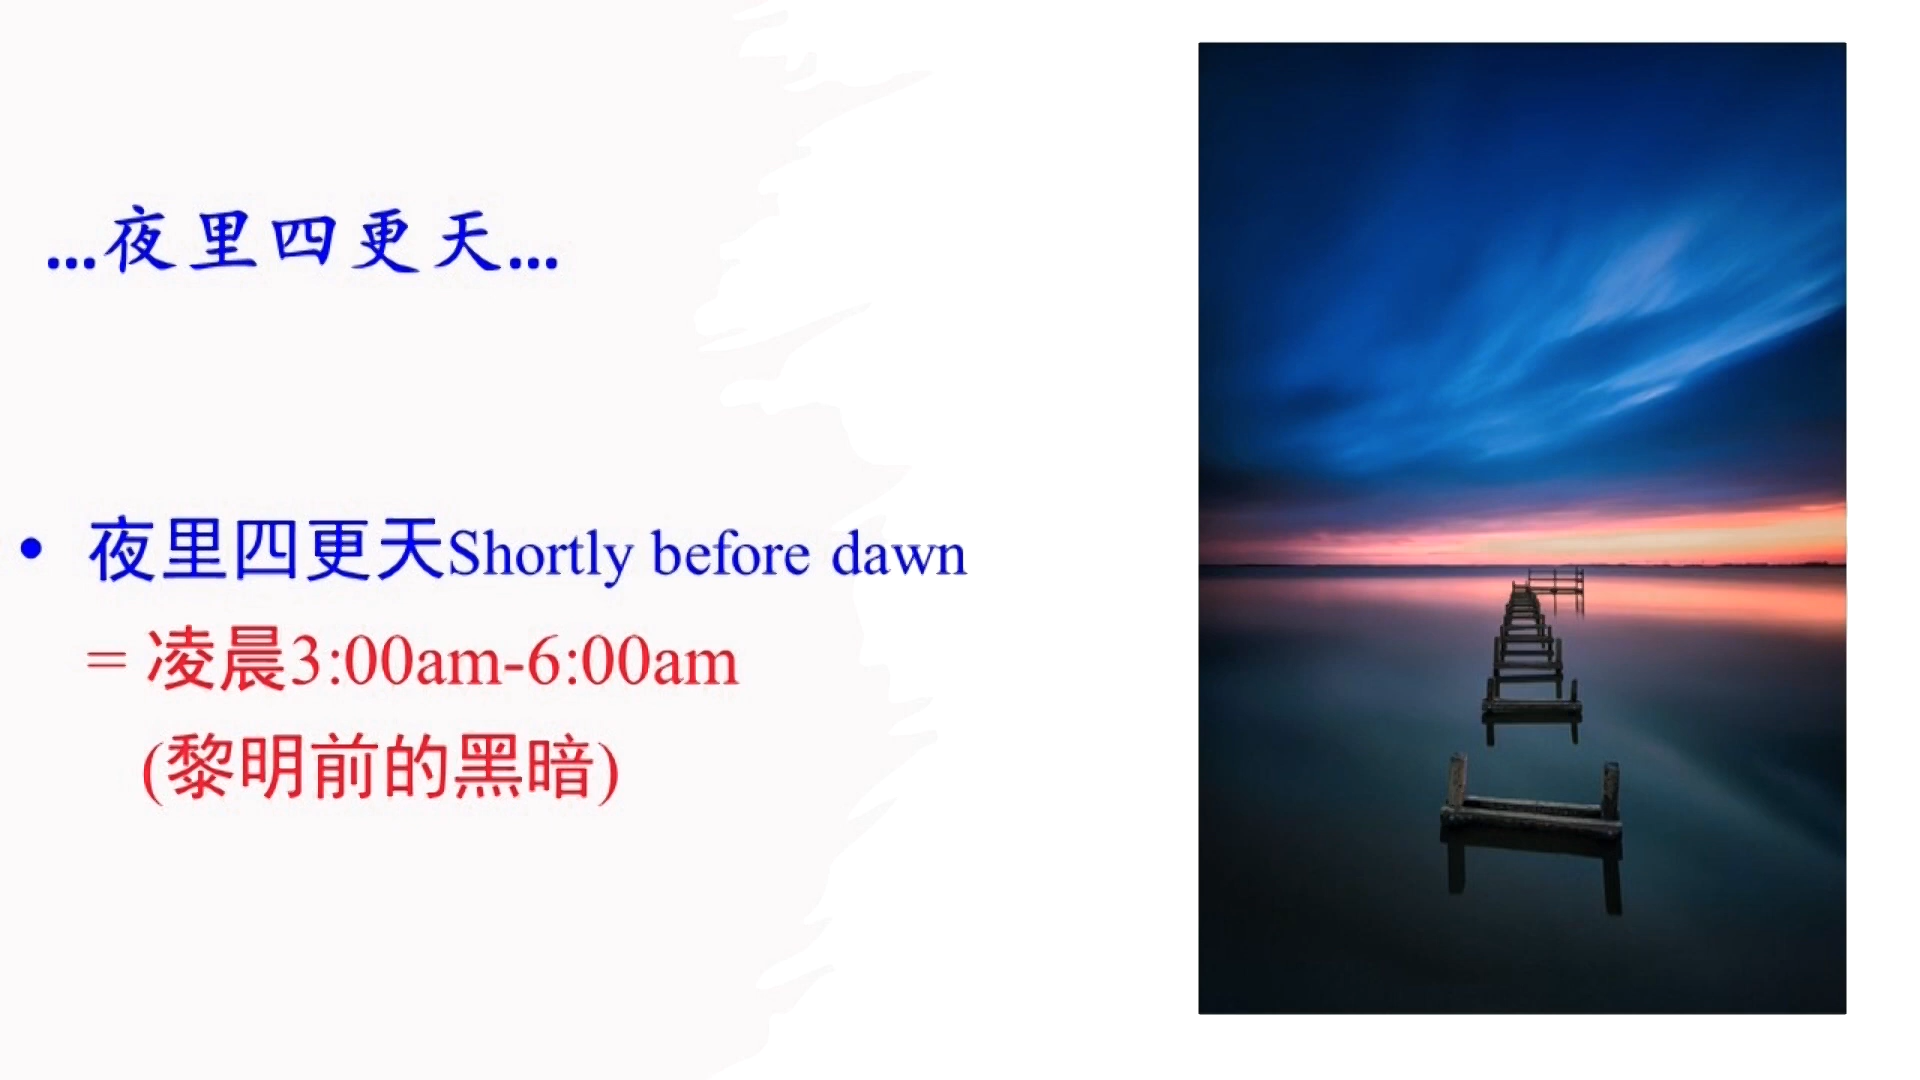 ...夜里四更天...
• 夜里四更天Shortly before dawn
= 凌晨3:00am-6:00am
(黎明前的黑暗)